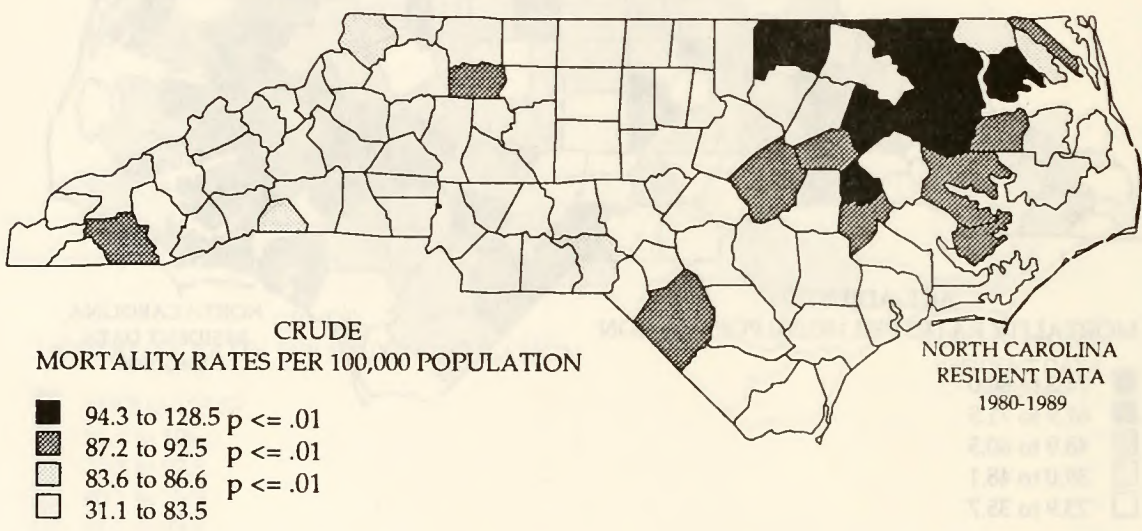 CRUDE
MORTALITY RATES PER 100,000 POPULATION
94.3 to 128.5 p <= .01
87.2 to 92.5 p <= .01
83.6 to 86.6 p <= .01
31.1 to 83.5
NORTH CAROLINA
RESIDENT DATA
1980-1989